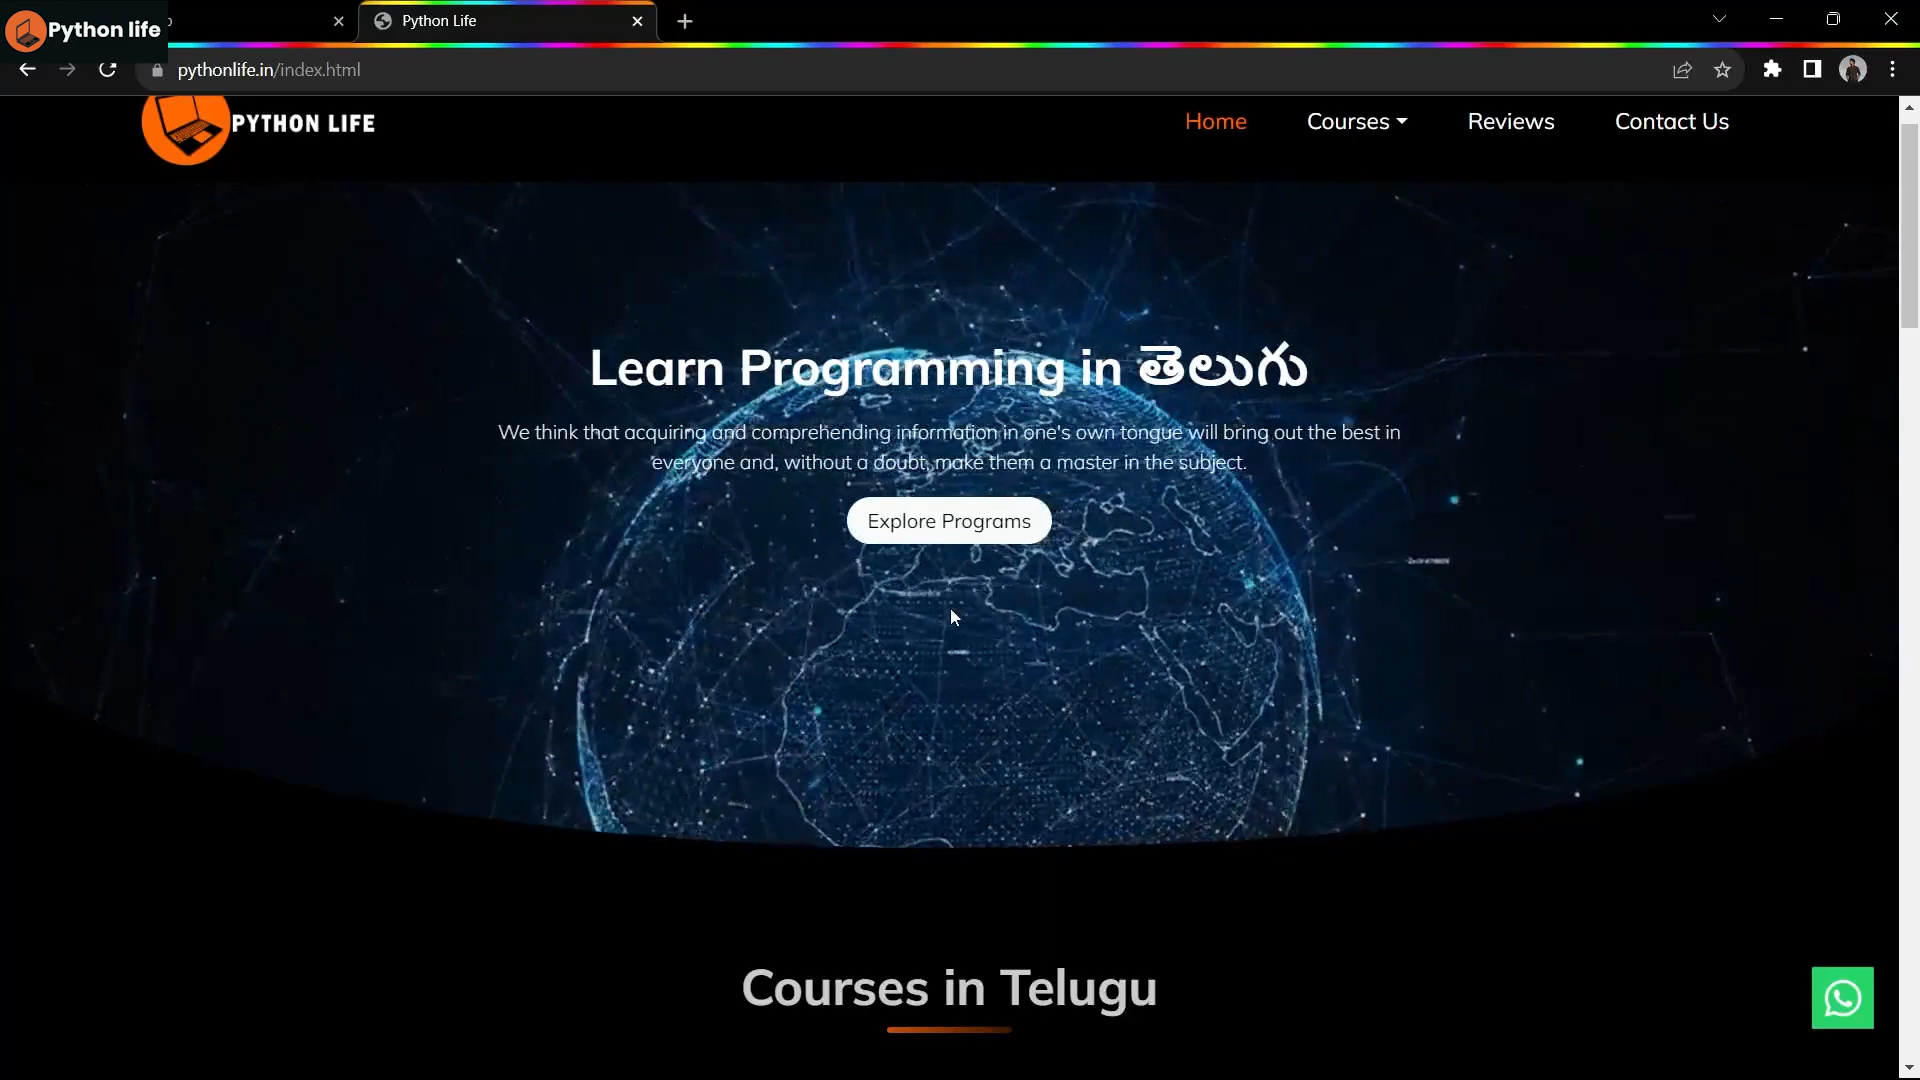 Python life
Python Life
pythonlife.in/index.html
PYTHON LIFE
Home
Courses
Reviews
Contact Us
Learn Programming in తెలుగు
We think that acquiring and comprehending information in one's own tongue will bring out the best in
everyone and, without a doubt, make them a master in the subject.
Explore Programs
Courses in Telugu